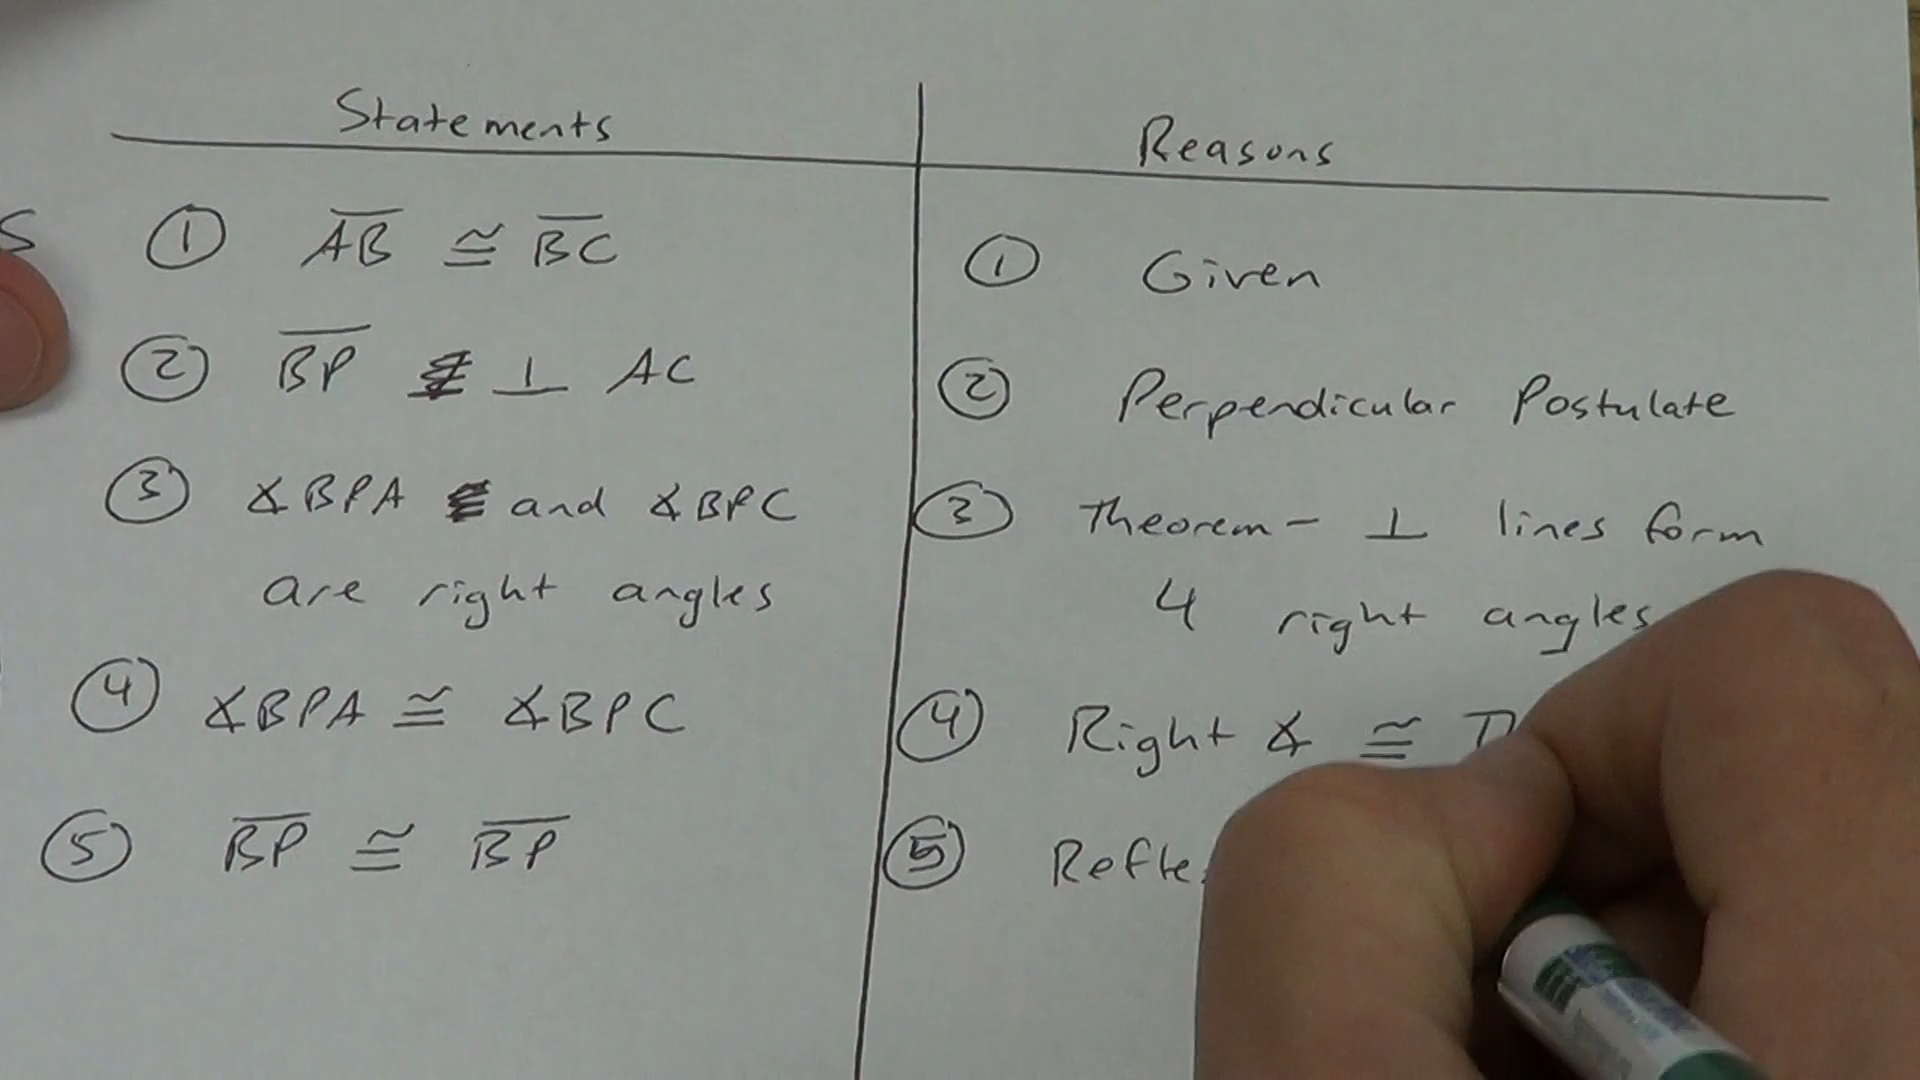 Statements
Reasons
S
① AB ≅ BC
① Given
② BP ⊥ AC
② Perpendicular Postulate
③ ∡BPA and ∡BPC
are right angles
③ Theorem - ⊥ lines form
4 right angles
④ ∡BPA ≅ ∡BPC
④ Right ∡ ≅
⑤ BP ≅ BP
⑤